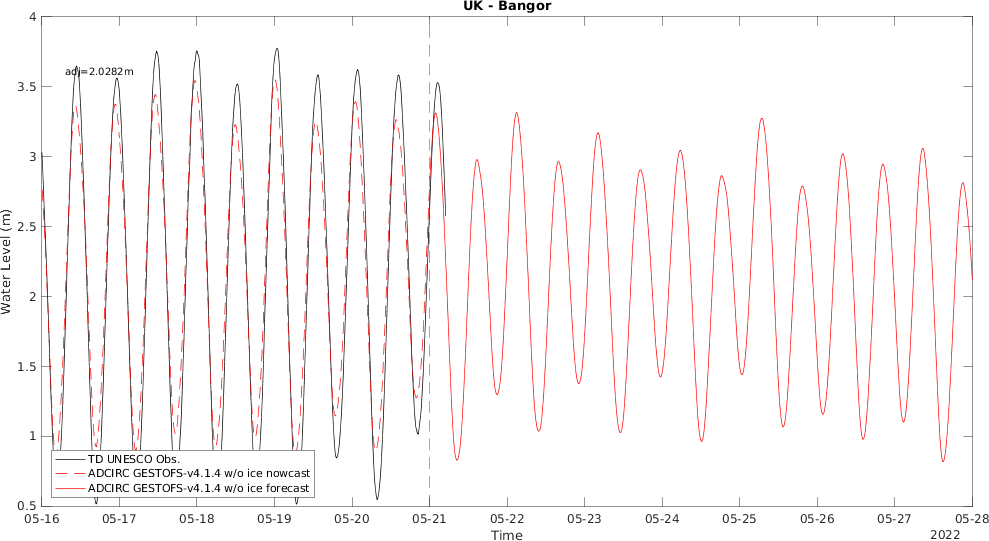 UK - Bangor
4
3.5
3
2.5
2
1.5
1
0.5
Water Level (m)
adj=2.0282m
TD UNESCO Obs.
ADCIRC GESTOFS-v4.1.4 w/o ice nowcast
ADCIRC GESTOFS-v4.1.4 w/o ice forecast
05-16 05-17 05-18 05-19 05-20 05-21 05-22 05-23 05-24 05-25 05-26 05-27 05-28
Time
2022